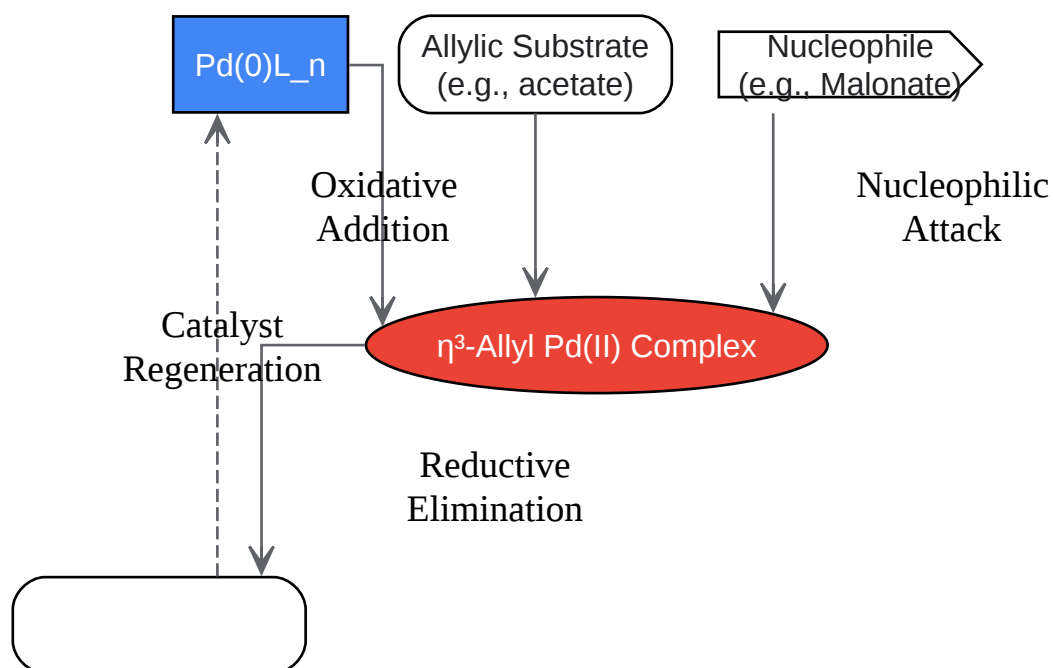 Pd(0)L_n
Allylic Substrate
(e.g., acetate)
Nucleophile
(e.g., Malonate)
Oxidative
Addition
Nucleophilic
Attack
Catalyst
Regeneration
η³-Allyl Pd(II) Complex
Reductive
Elimination